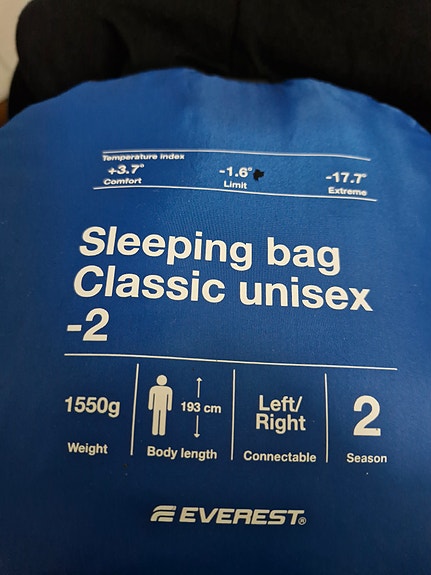 Temperature Index
+3.7° -1.6° -17.7°
Comfort Limit Extreme
Sleeping bag
Classic unisex
-2
1550g 193 cm Left/
Right 2
Weight Body length Connectable Season
EVEREST®